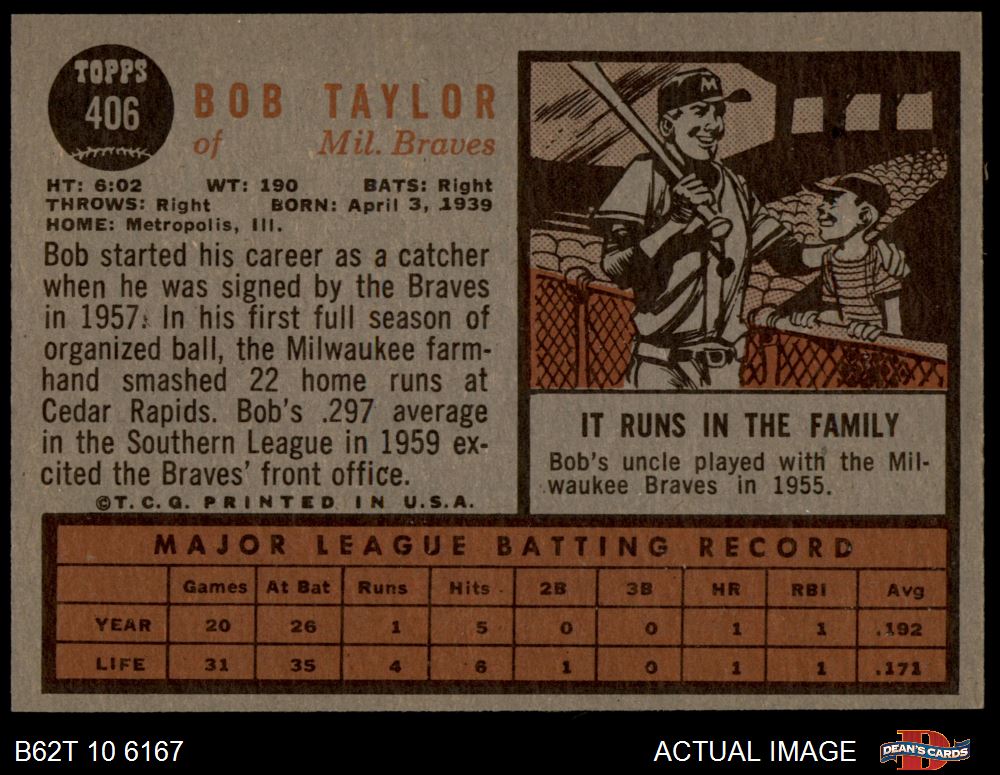 TOPPS
406
BOB TAYLOR
of Mil. Braves
HT: 6:02 WT: 190 BATS: Right
THROWS: Right BORN: April 3, 1939
HOME: Metropolis, Ill.
Bob started his career as a catcher
when he was signed by the Braves
in 1957. In his first full season of
organized ball, the Milwaukee farm-
hand smashed 22 home runs at
Cedar Rapids. Bob's .297 average
in the Southern League in 1959 ex-
cited the Braves' front office.
©T.C.G. PRINTED IN U.S.A.
M
IT RUNS IN THE FAMILY
Bob's uncle played with the Mil-
waukee Braves in 1955.
MAJOR LEAGUE BATTING RECORD
Games At Bat Runs Hits 2B 3B HR RBI Avg
YEAR 20 26 1 5 0 0 1 1 .192
LIFE 31 35 4 6 1 0 1 1 .171
B62T 10 6167 ACTUAL IMAGE DEAN'S CARDS